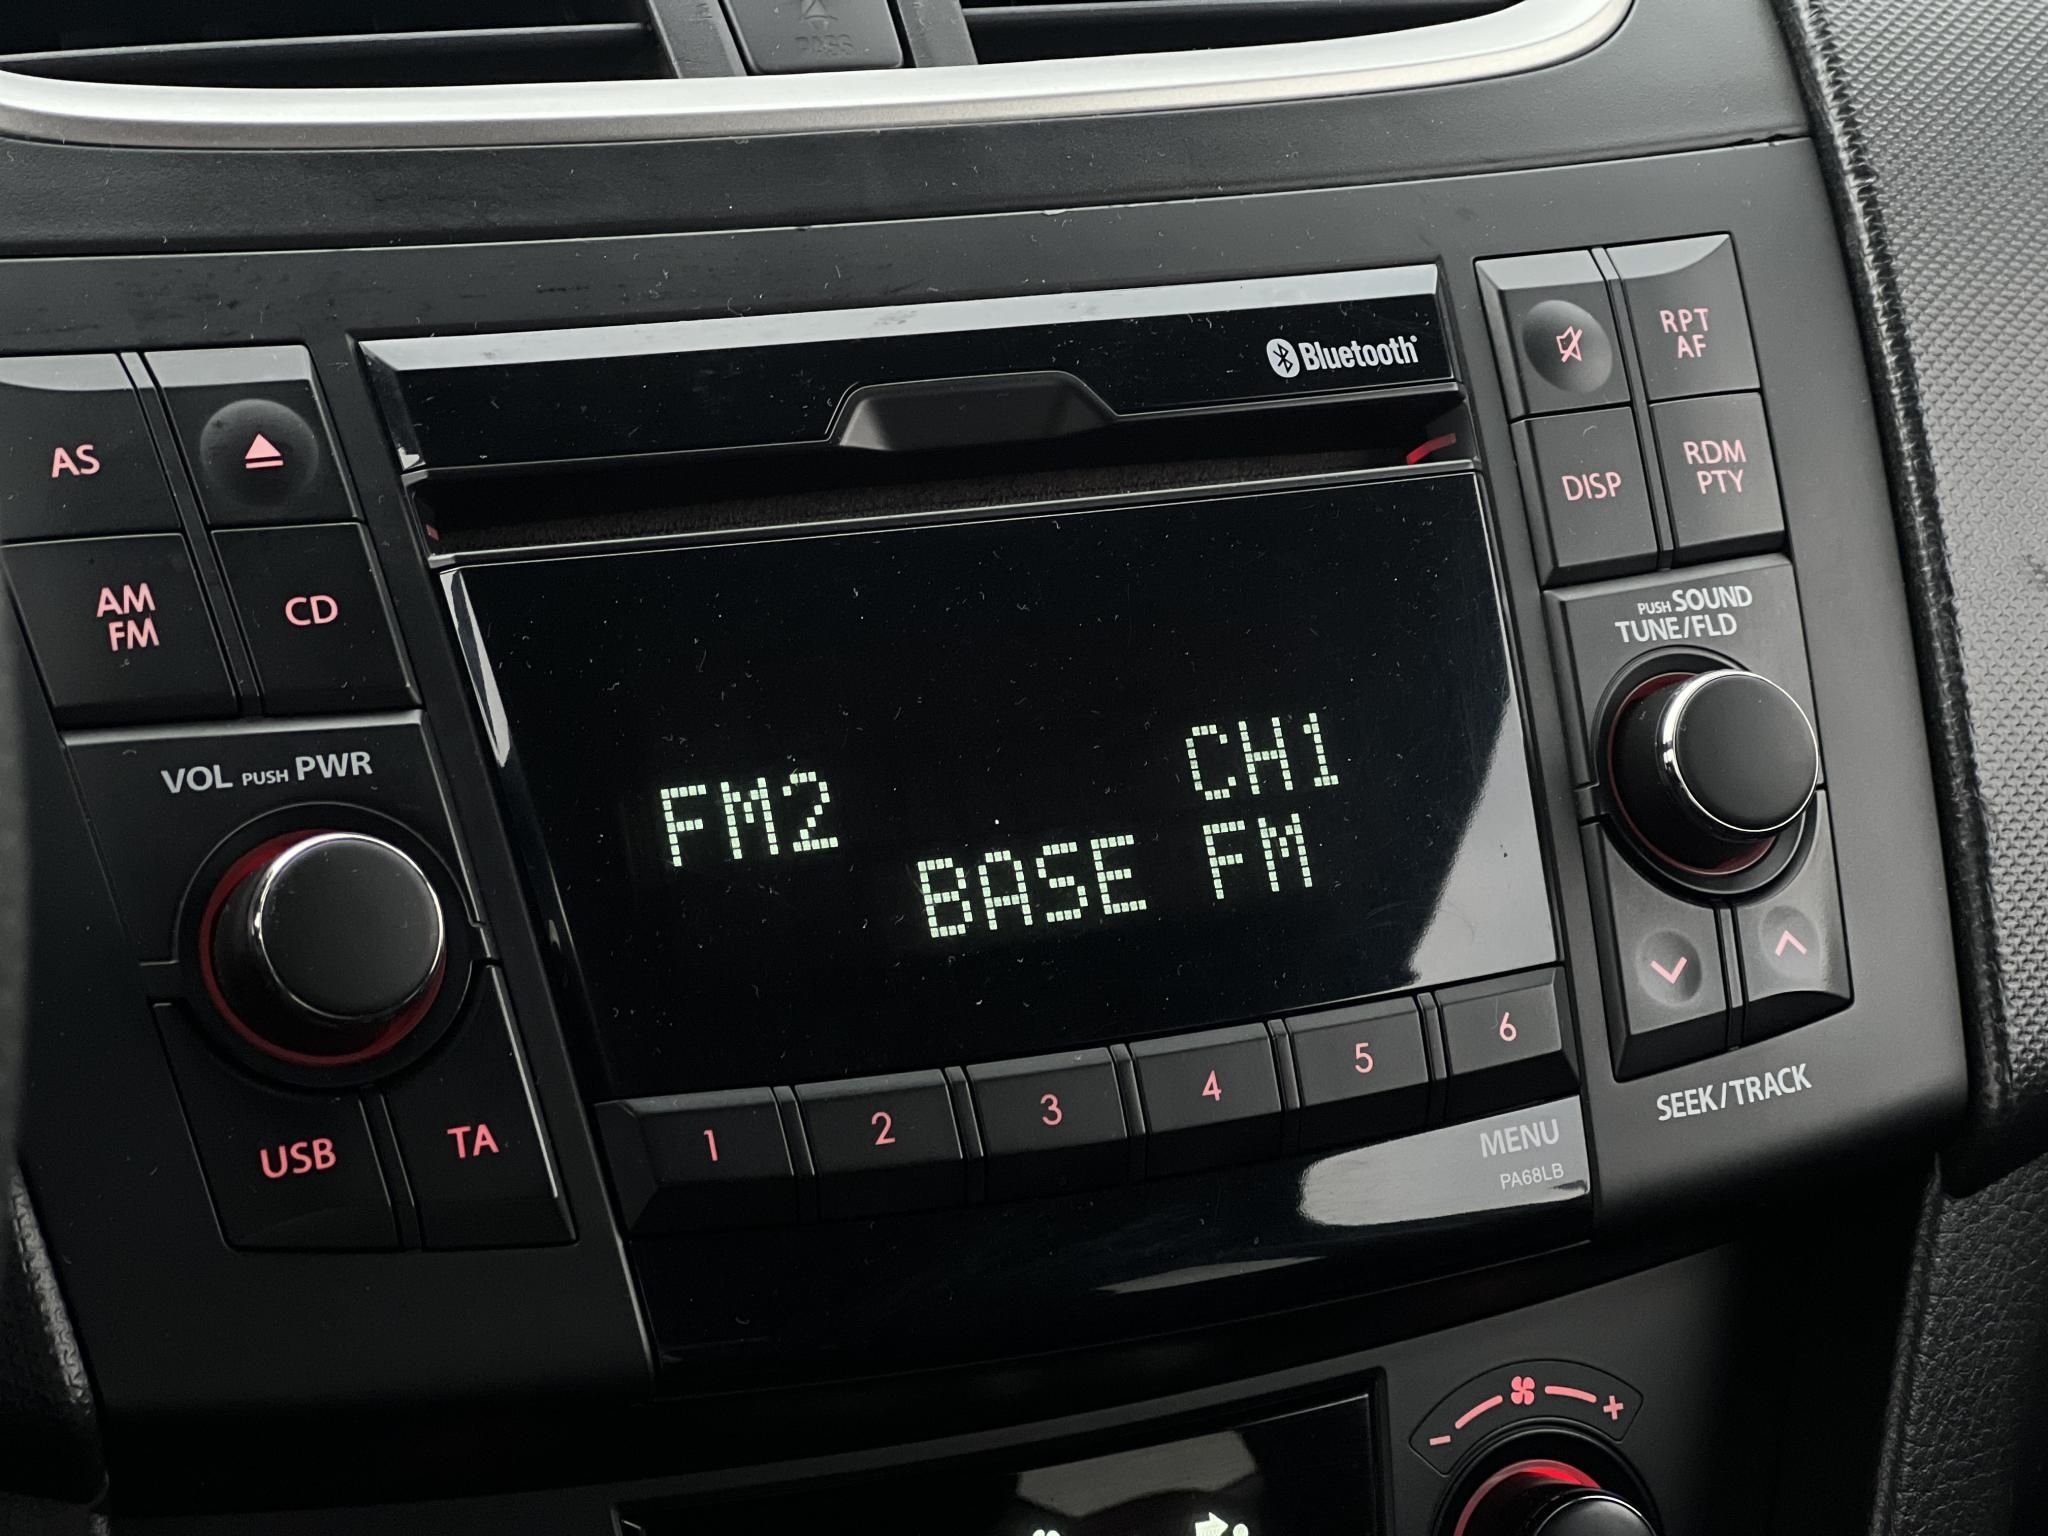 PASS
Bluetooth
RPT
AF
AS
DISP
RDM
PTY
AM
FM
CD
PUSH SOUND
TUNE/FLD
VOL PUSH PWR
CH1
FM2
BASE FM
1
2
3
4
5
6
USB
TA
SEEK/TRACK
MENU
PA68LB